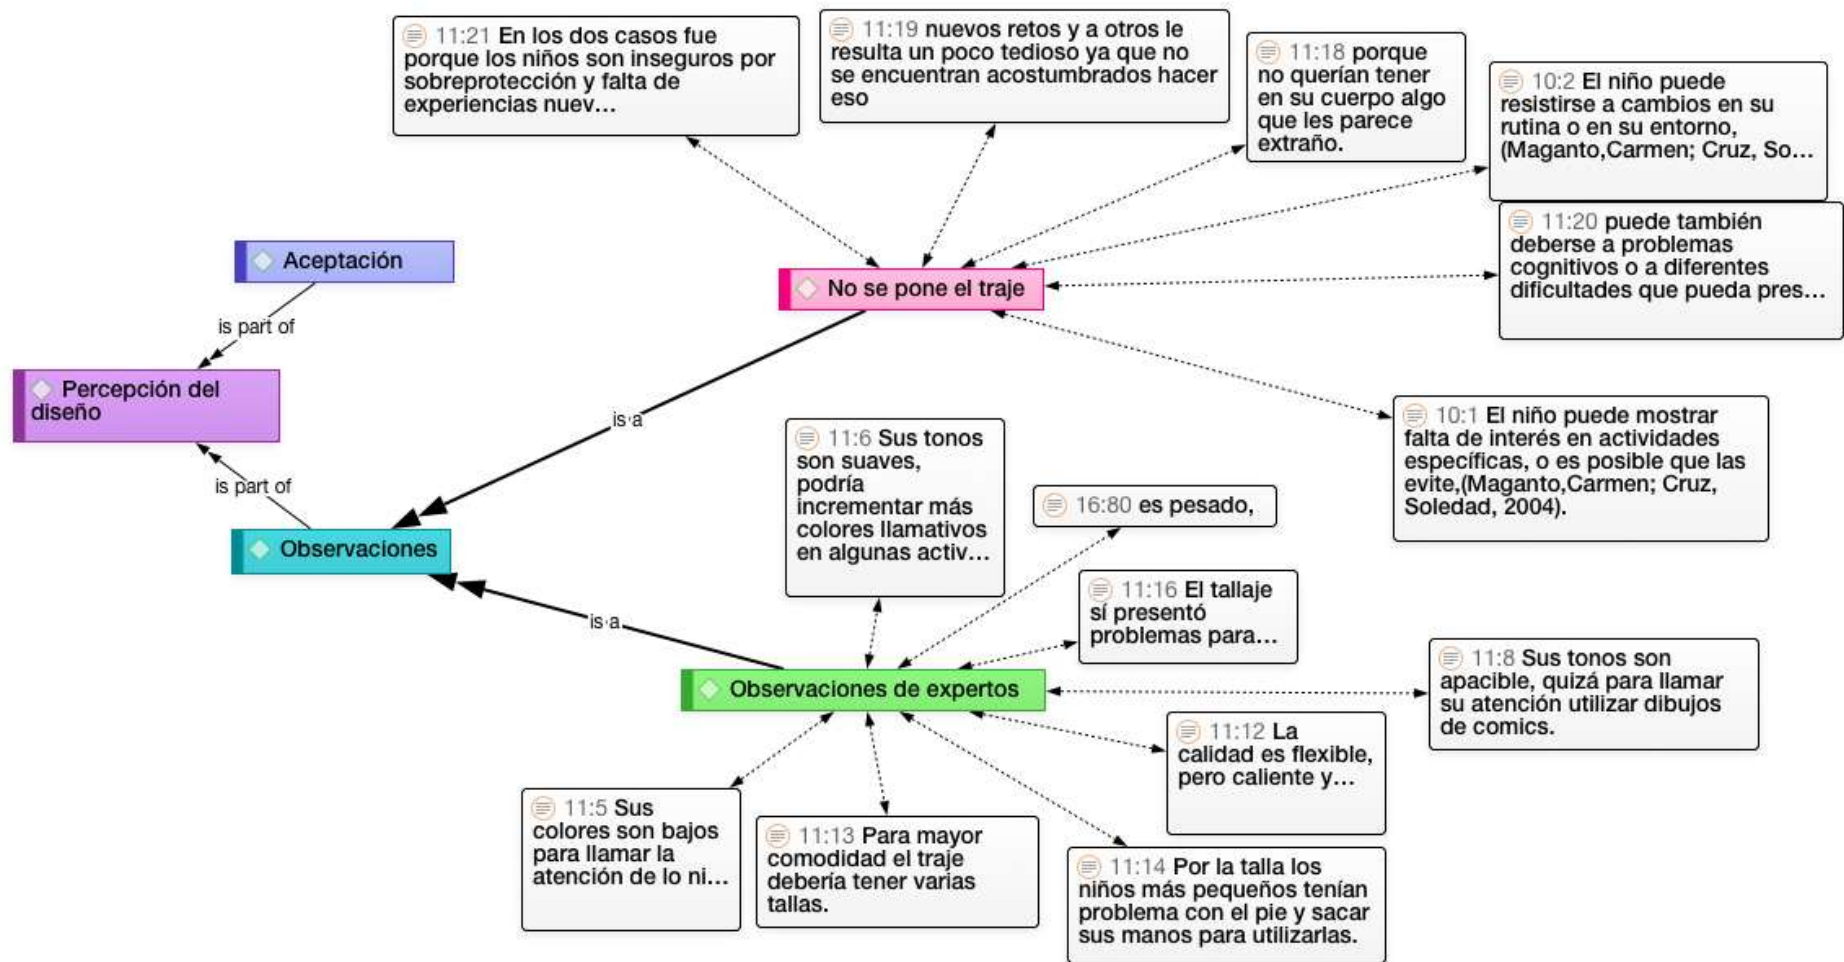 11:21 En los dos casos fue
porque los niños son inseguros por
sobreprotección y falta de
experiencias nuev...
11:19 nuevos retos y a otros le
resulta un poco tedioso ya que no
se encuentran acostumbrados hacer
eso
11:18 porque
no querían tener
en su cuerpo algo
que les parece
extraño.
10:2 El niño puede
resistirse a cambios en su
rutina o en su entorno,
(Maganto,Carmen; Cruz, So...
11:20 puede también
deberse a problemas
cognitivos o a diferentes
dificultades que pueda pres...
Aceptación
No se pone el traje
is part of
Percepción del
diseño
is a
10:1 El niño puede mostrar
falta de interés en actividades
específicas, o es posible que las
evite,(Maganto,Carmen; Cruz,
Soledad, 2004).
is part of
11:6 Sus tonos
son suaves,
podría
incrementar más
colores llamativos
en algunas activ...
16:80 es pesado,
Observaciones
11:16 El tallaje
sí presentó
problemas para...
is a
Observaciones de expertos
11:8 Sus tonos son
apacible, quizá para llamar
su atención utilizar dibujos
de comics.
11:12 La
calidad es flexible,
pero caliente y...
11:5 Sus
colores son bajos
para llamar la
atención de lo ni...
11:13 Para mayor
comodidad el traje
debería tener varias
tallas.
11:14 Por la talla los
niños más pequeños tenían
problema con el pie y sacar
sus manos para utilizarlas.